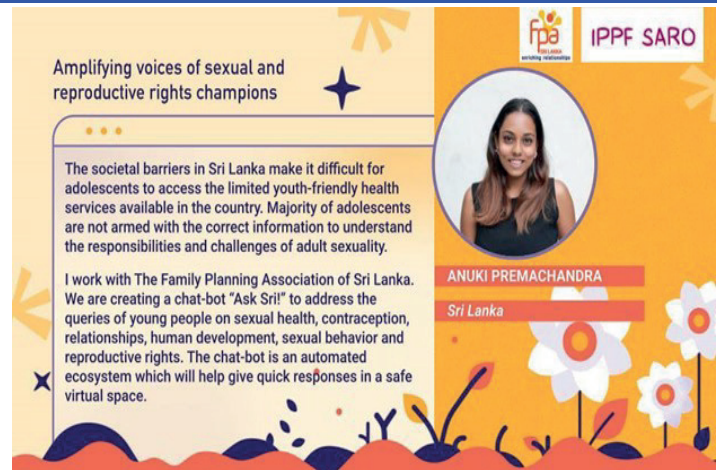 fpa
SRI LANKA
enriching relationships
IPPF SARO
Amplifying voices of sexual and
reproductive rights champions
The societal barriers in Sri Lanka make it difficult for
adolescents to access the limited youth-friendly health
services available in the country. Majority of adolescents
are not armed with the correct information to understand
the responsibilities and challenges of adult sexuality.
I work with The Family Planning Association of Sri Lanka.
We are creating a chat-bot “Ask Sri!” to address the
queries of young people on sexual health, contraception,
relationships, human development, sexual behavior and
reproductive rights. The chat-bot is an automated
ecosystem which will help give quick responses in a safe
virtual space.
ANUKI PREMACHANDRA
Sri Lanka